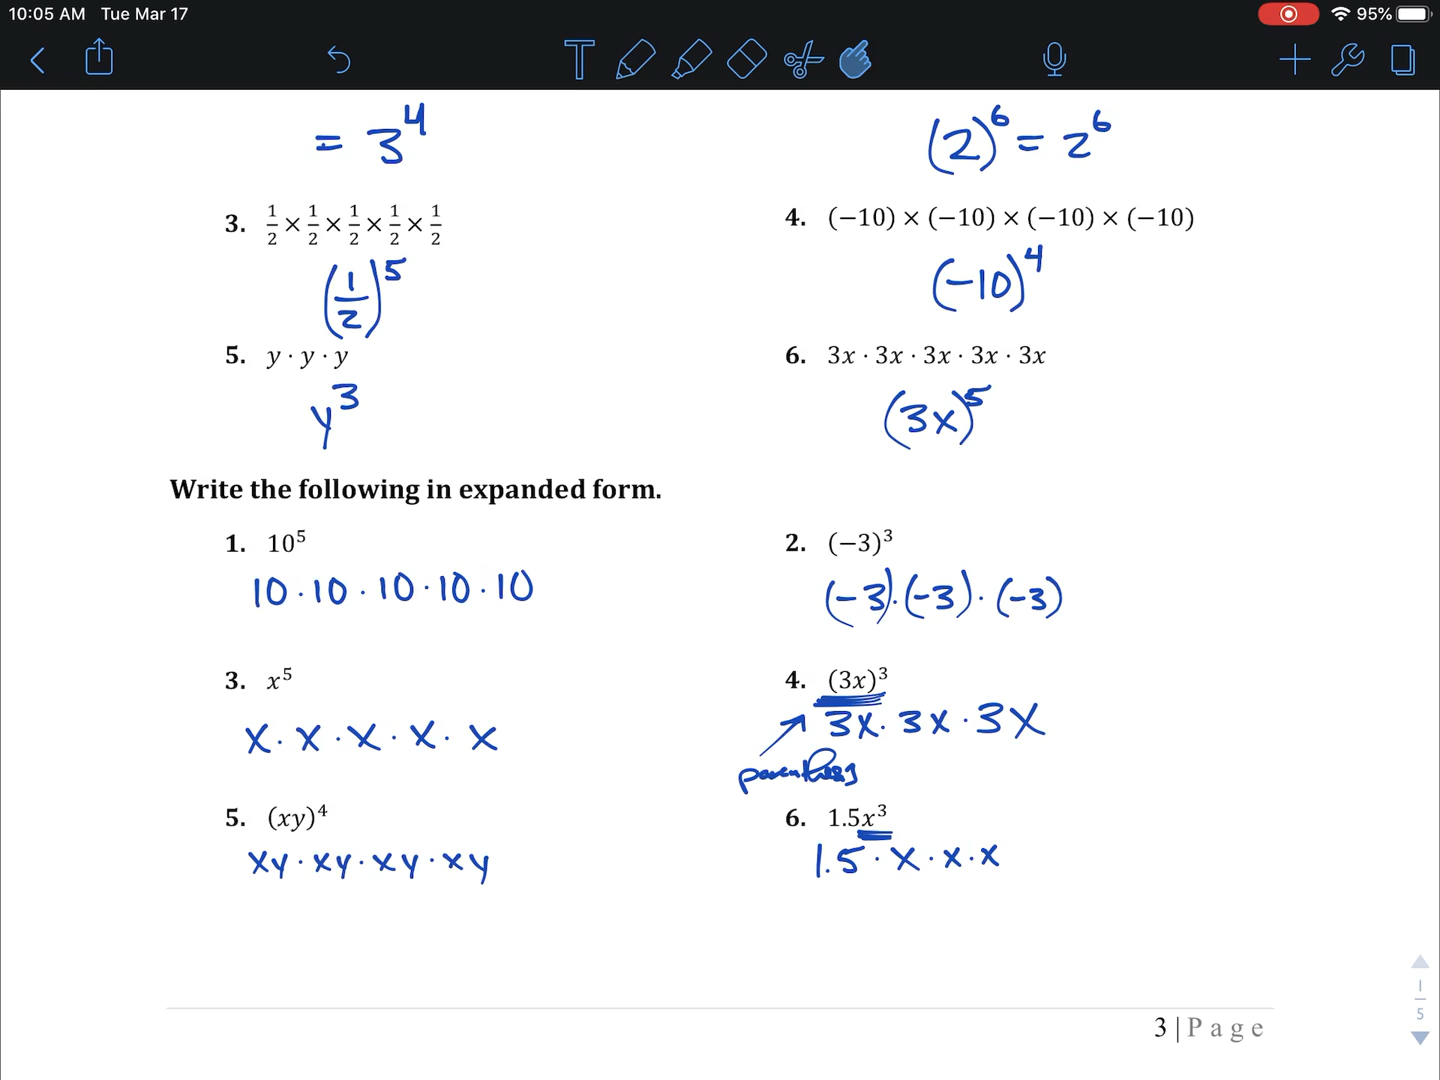 10:05 AM Tue Mar 17 95%
= 3⁴
(2)⁶ = 2⁶
3. 1/2 × 1/2 × 1/2 × 1/2 × 1/2
(1/2)⁵
4. (−10) × (−10) × (−10) × (−10)
(−10)⁴
5. y · y · y
y³
6. 3x · 3x · 3x · 3x · 3x
(3x)⁵
Write the following in expanded form.
1. 10⁵
10 · 10 · 10 · 10 · 10
2. (−3)³
(−3) · (−3) · (−3)
3. x⁵
x · x · x · x · x
4. (3x)³
3x · 3x · 3x
5. (xy)⁴
xy · xy · xy · xy
6. 1.5x³
1.5 · x · x · x
3 | P a g e
1
5